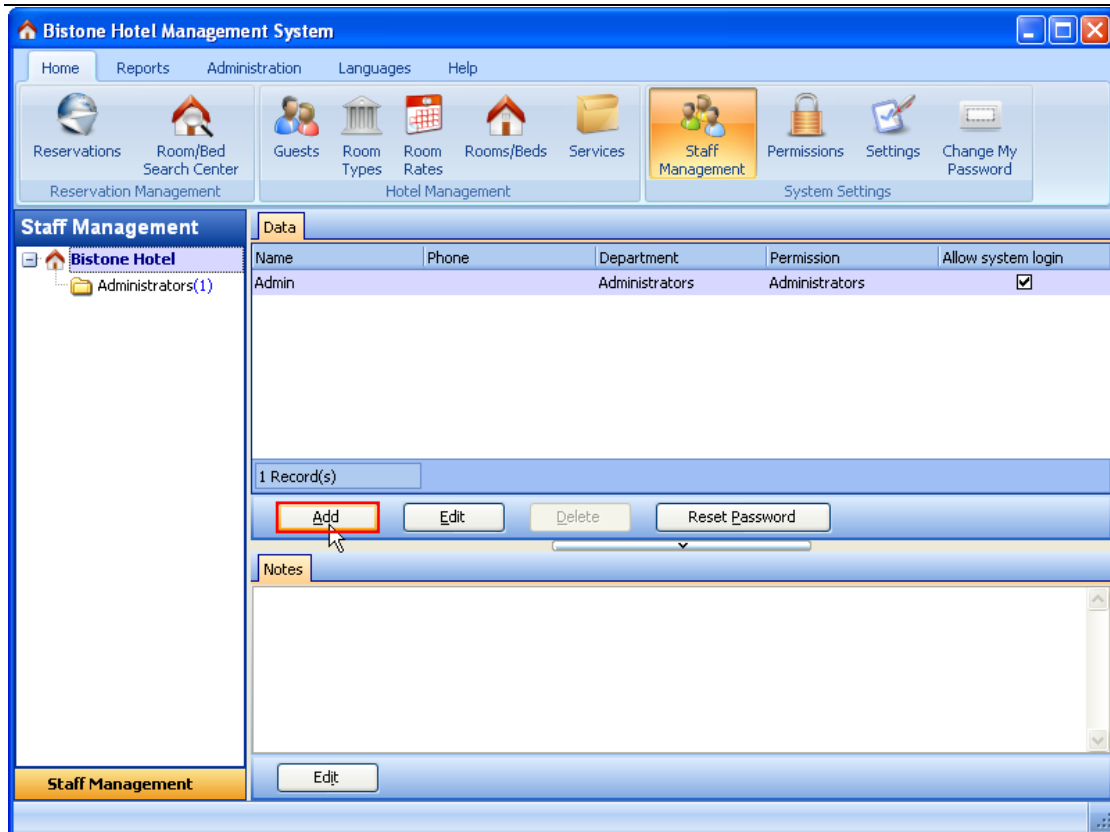 Bistone Hotel Management System
Home Reports Administration Languages Help
Reservations Room/Bed Search Center Guests Room Types Room Rates Rooms/Beds Services Staff Management Permissions Settings Change My Password
Reservation Management Hotel Management System Settings
Staff Management
Bistone Hotel
Administrators(1)
Data
Name Phone Department Permission Allow system login
Admin Administrators Administrators
1 Record(s)
Add Edit Delete Reset Password
Notes
Edit
Staff Management